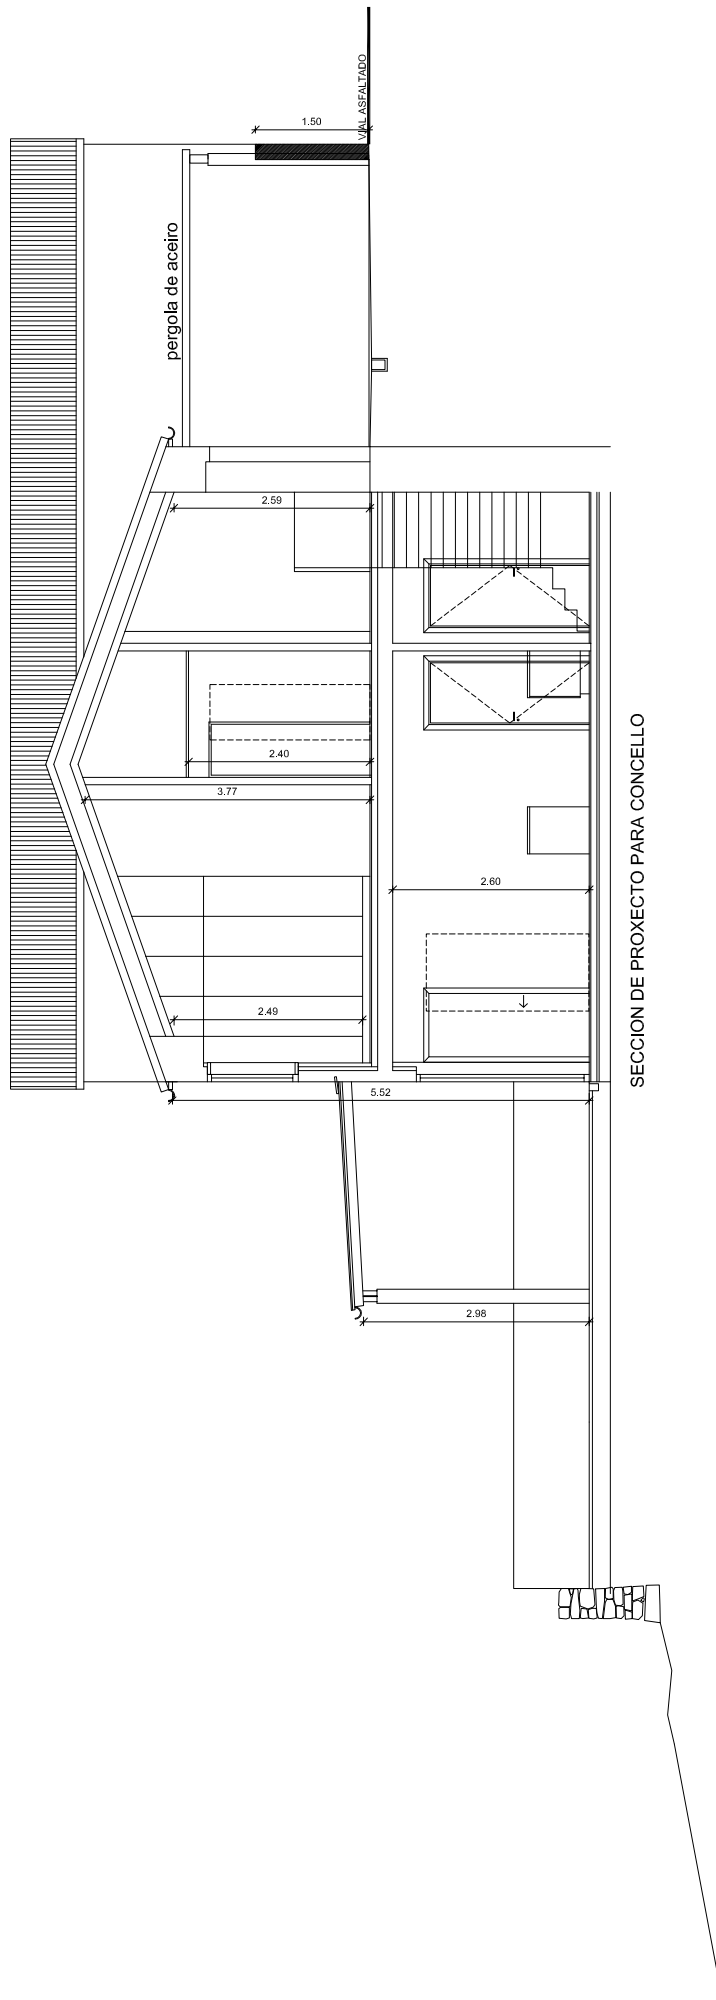 1.50
VIAL ASFALTADO
pergola de aceiro
2.59
2.40
3.77
2.60
2.49
5.52
2.98
SECCION DE PROXECTO PARA CONCELLO